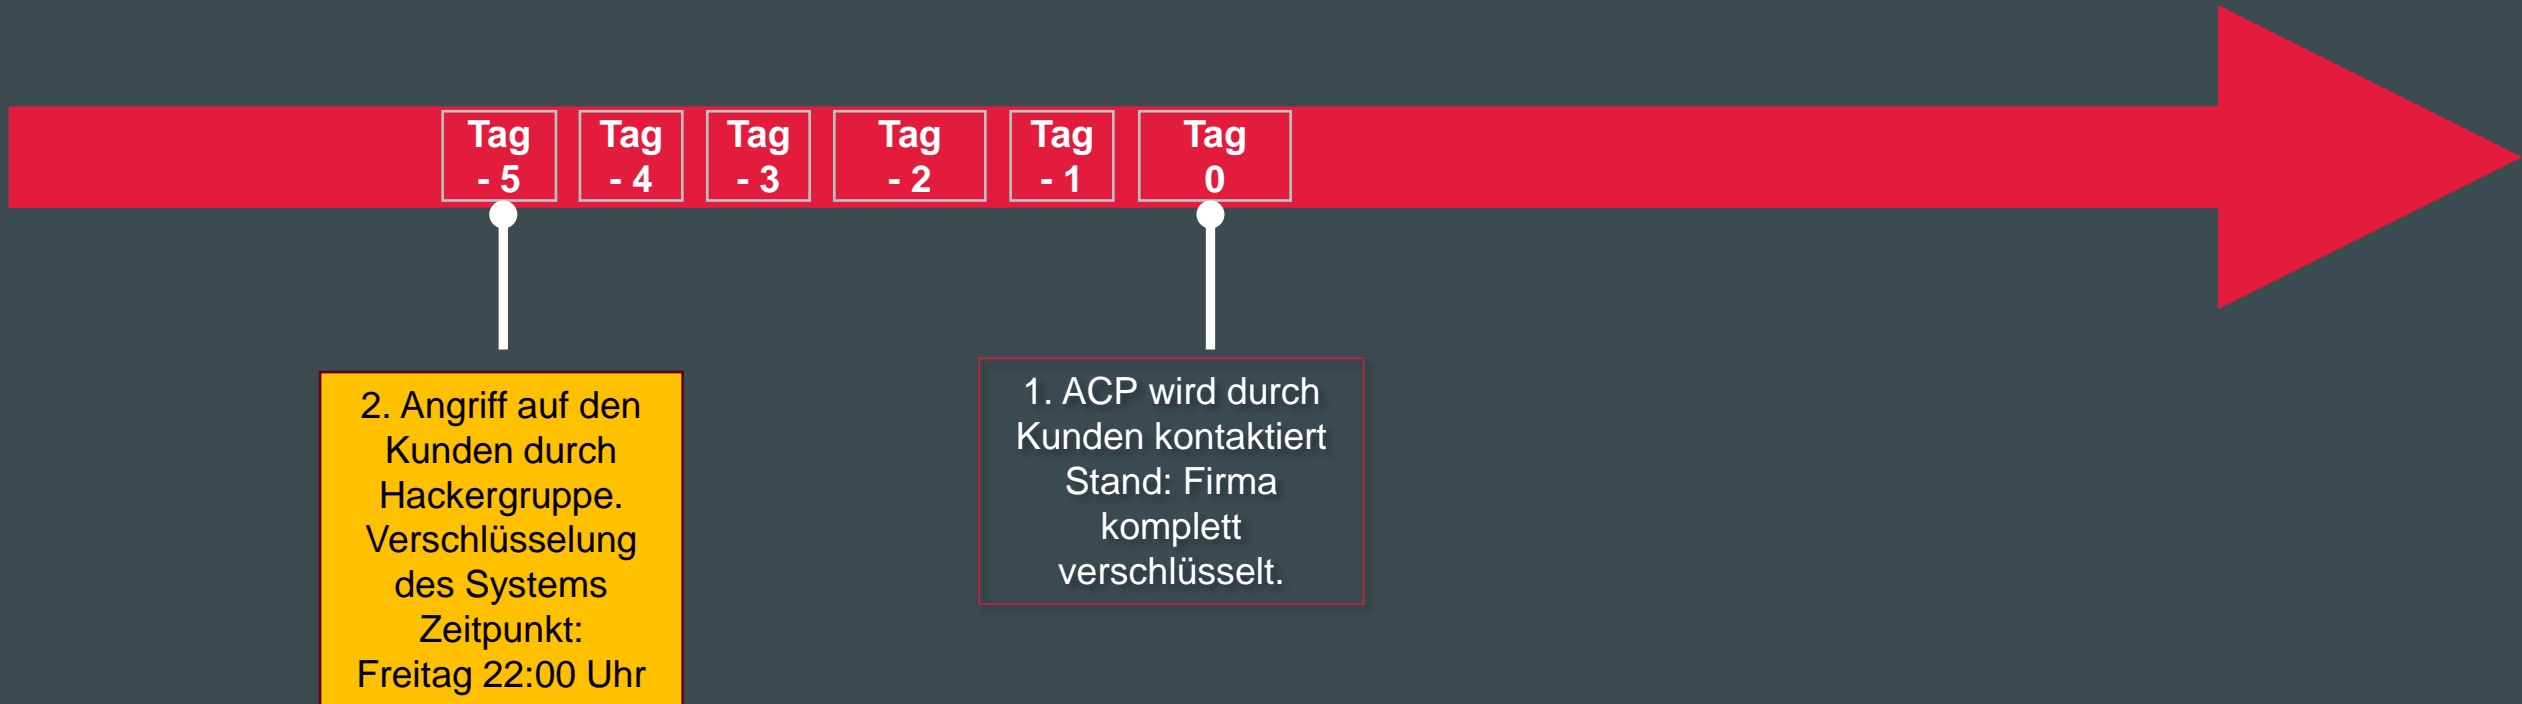 Tag
- 5
Tag
- 4
Tag
- 3
Tag
- 2
Tag
- 1
Tag
0
2. Angriff auf den
Kunden durch
Hackergruppe.
Verschlüsselung
des Systems
Zeitpunkt:
Freitag 22:00 Uhr
1. ACP wird durch
Kunden kontaktiert
Stand: Firma
komplett
verschlüsselt.